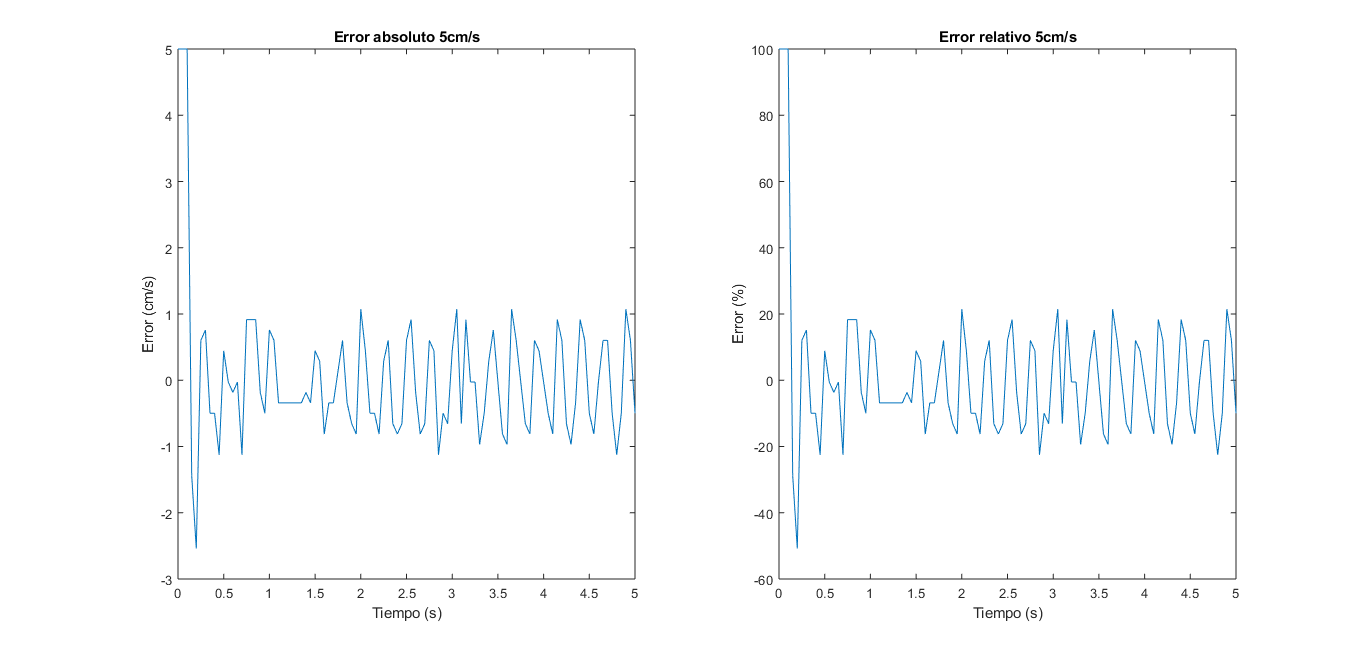 Error absoluto 5cm/s
5
4
3
2
1
0
-1
-2
-3
Error (cm/s)
0 0.5 1 1.5 2 2.5 3 3.5 4 4.5 5
Tiempo (s)
Error relativo 5cm/s
100
80
60
40
20
0
-20
-40
-60
Error (%)
0 0.5 1 1.5 2 2.5 3 3.5 4 4.5 5
Tiempo (s)